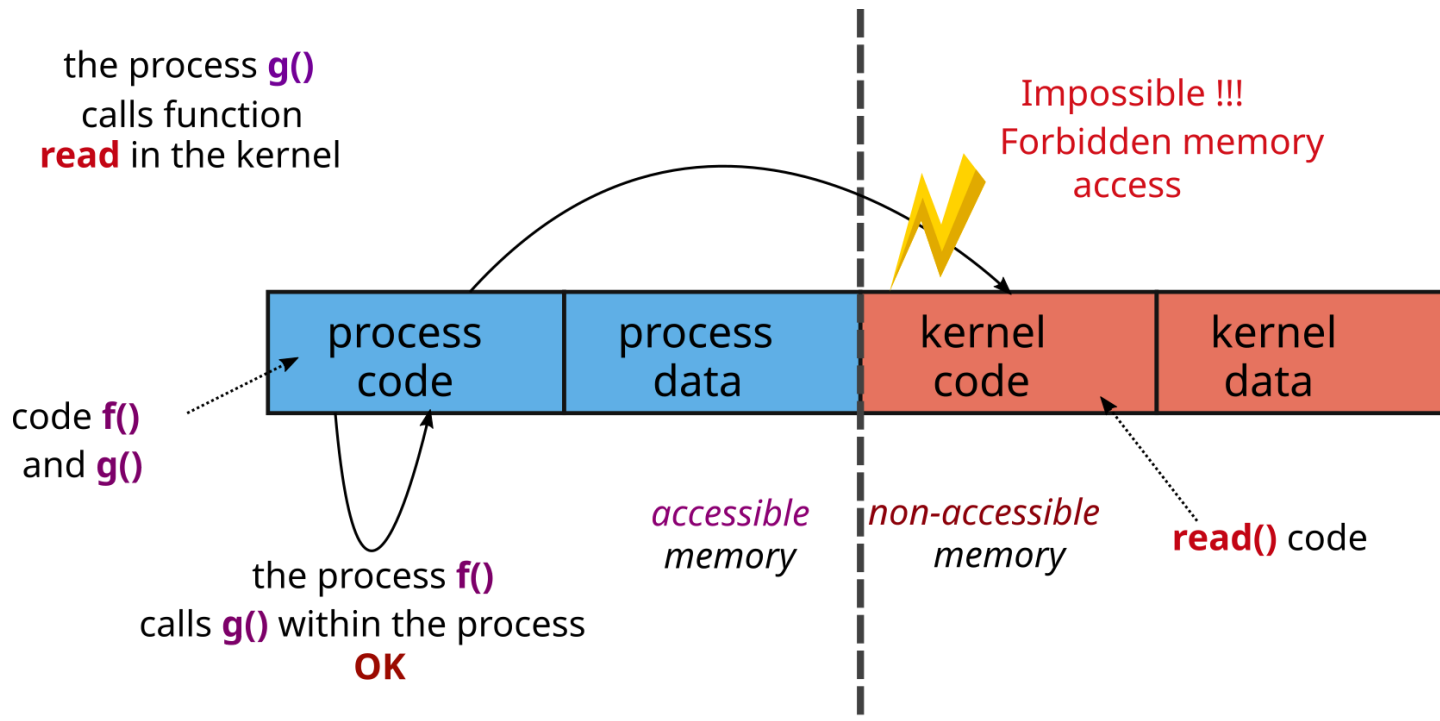 the process g()
calls function
read in the kernel
Impossible !!!
Forbidden memory
access
process
code
process
data
kernel
code
kernel
data
code f()
and g()
accessible
memory
non-accessible
memory
read() code
the process f()
calls g() within the process
OK